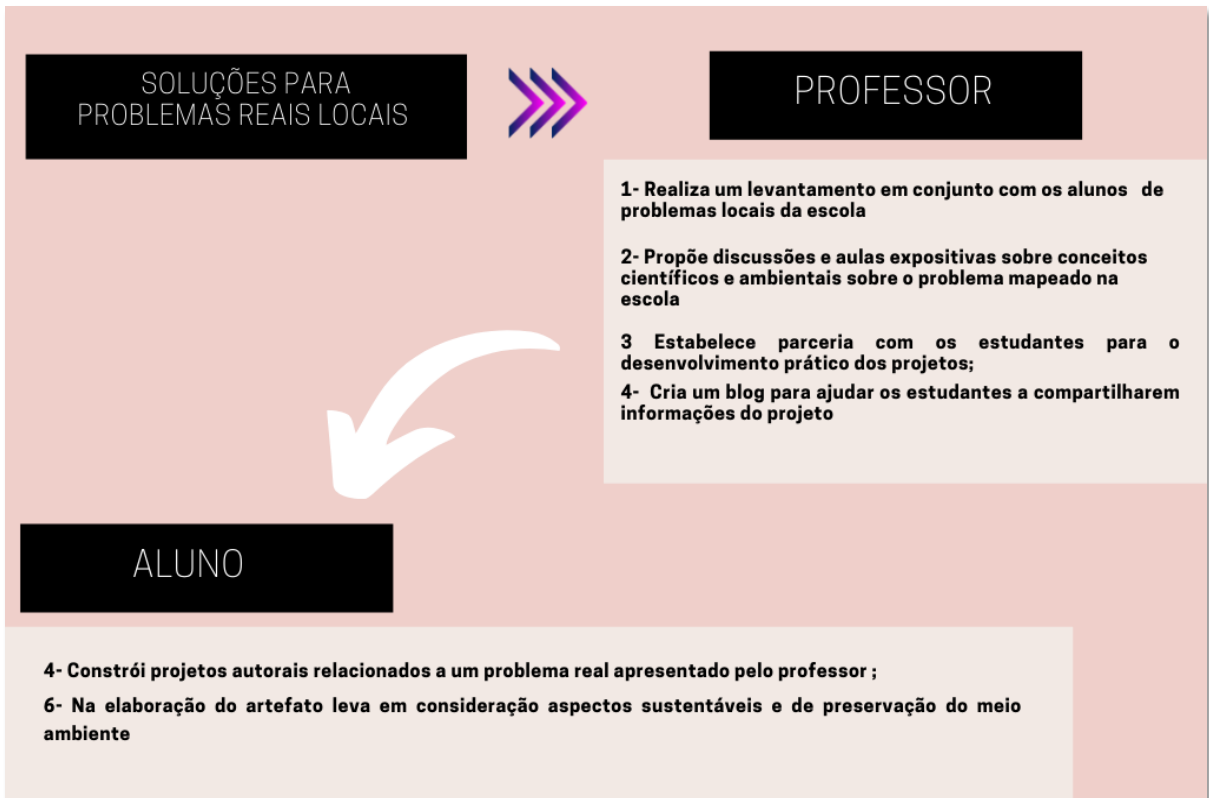 SOLUÇÕES PARA
PROBLEMAS REAIS LOCAIS
PROFESSOR
1- Realiza um levantamento em conjunto com os alunos de
problemas locais da escola
2- Propõe discussões e aulas expositivas sobre conceitos
científicos e ambientais sobre o problema mapeado na
escola
3 Estabelece parceria com os estudantes para o
desenvolvimento prático dos projetos;
4- Cria um blog para ajudar os estudantes a compartilharem
informações do projeto
ALUNO
4- Constrói projetos autorais relacionados a um problema real apresentado pelo professor ;
6- Na elaboração do artefato leva em consideração aspectos sustentáveis e de preservação do meio
ambiente